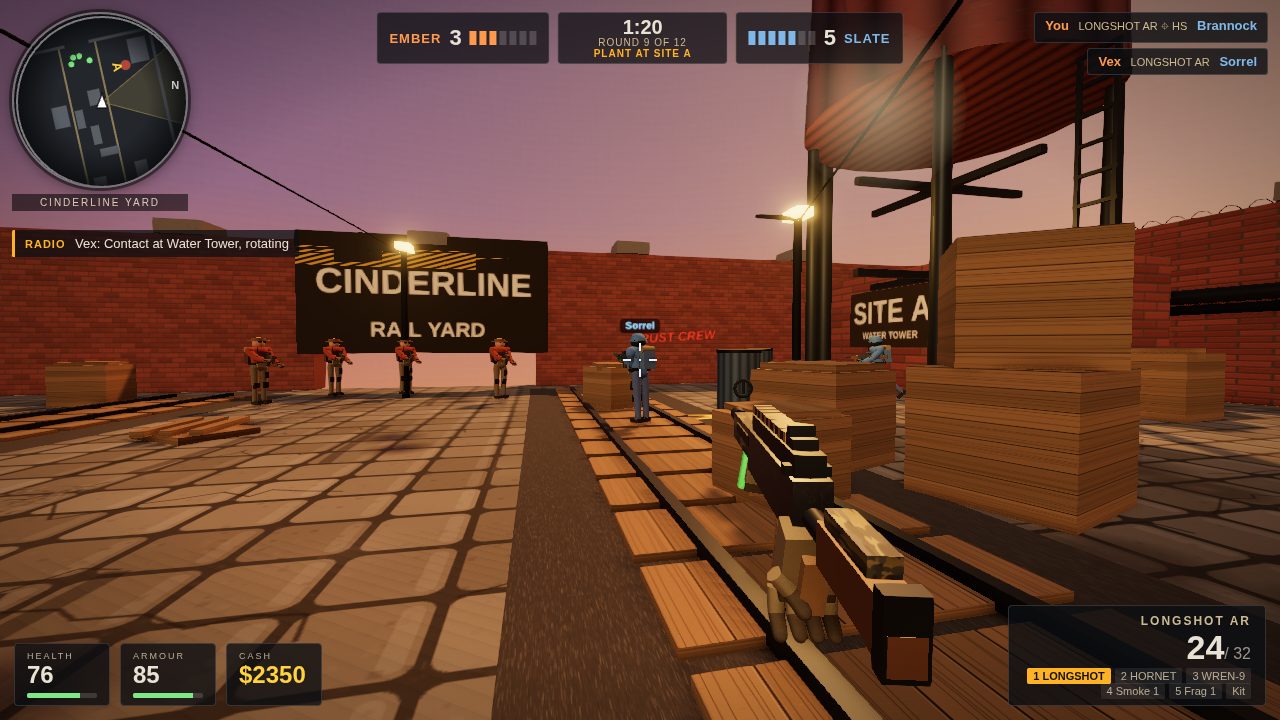 EMBER 3
1:20
ROUND 9 OF 12
PLANT AT SITE A
5 SLATE
You LONGSHOT AR ⌖ HS Brannock
Vex LONGSHOT AR Sorrel
A
N
CINDERLINE YARD
RADIO Vex: Contact at Water Tower, rotating
CINDERLINE
RA L YARD
Sorrel
RUST CREW
SITE A
WATER TOWER
HEALTH
76
ARMOUR
85
CASH
$2350
LONGSHOT AR
24 / 32
1 LONGSHOT 2 HORNET 3 WREN-9
4 Smoke 1 5 Frag 1 Kit